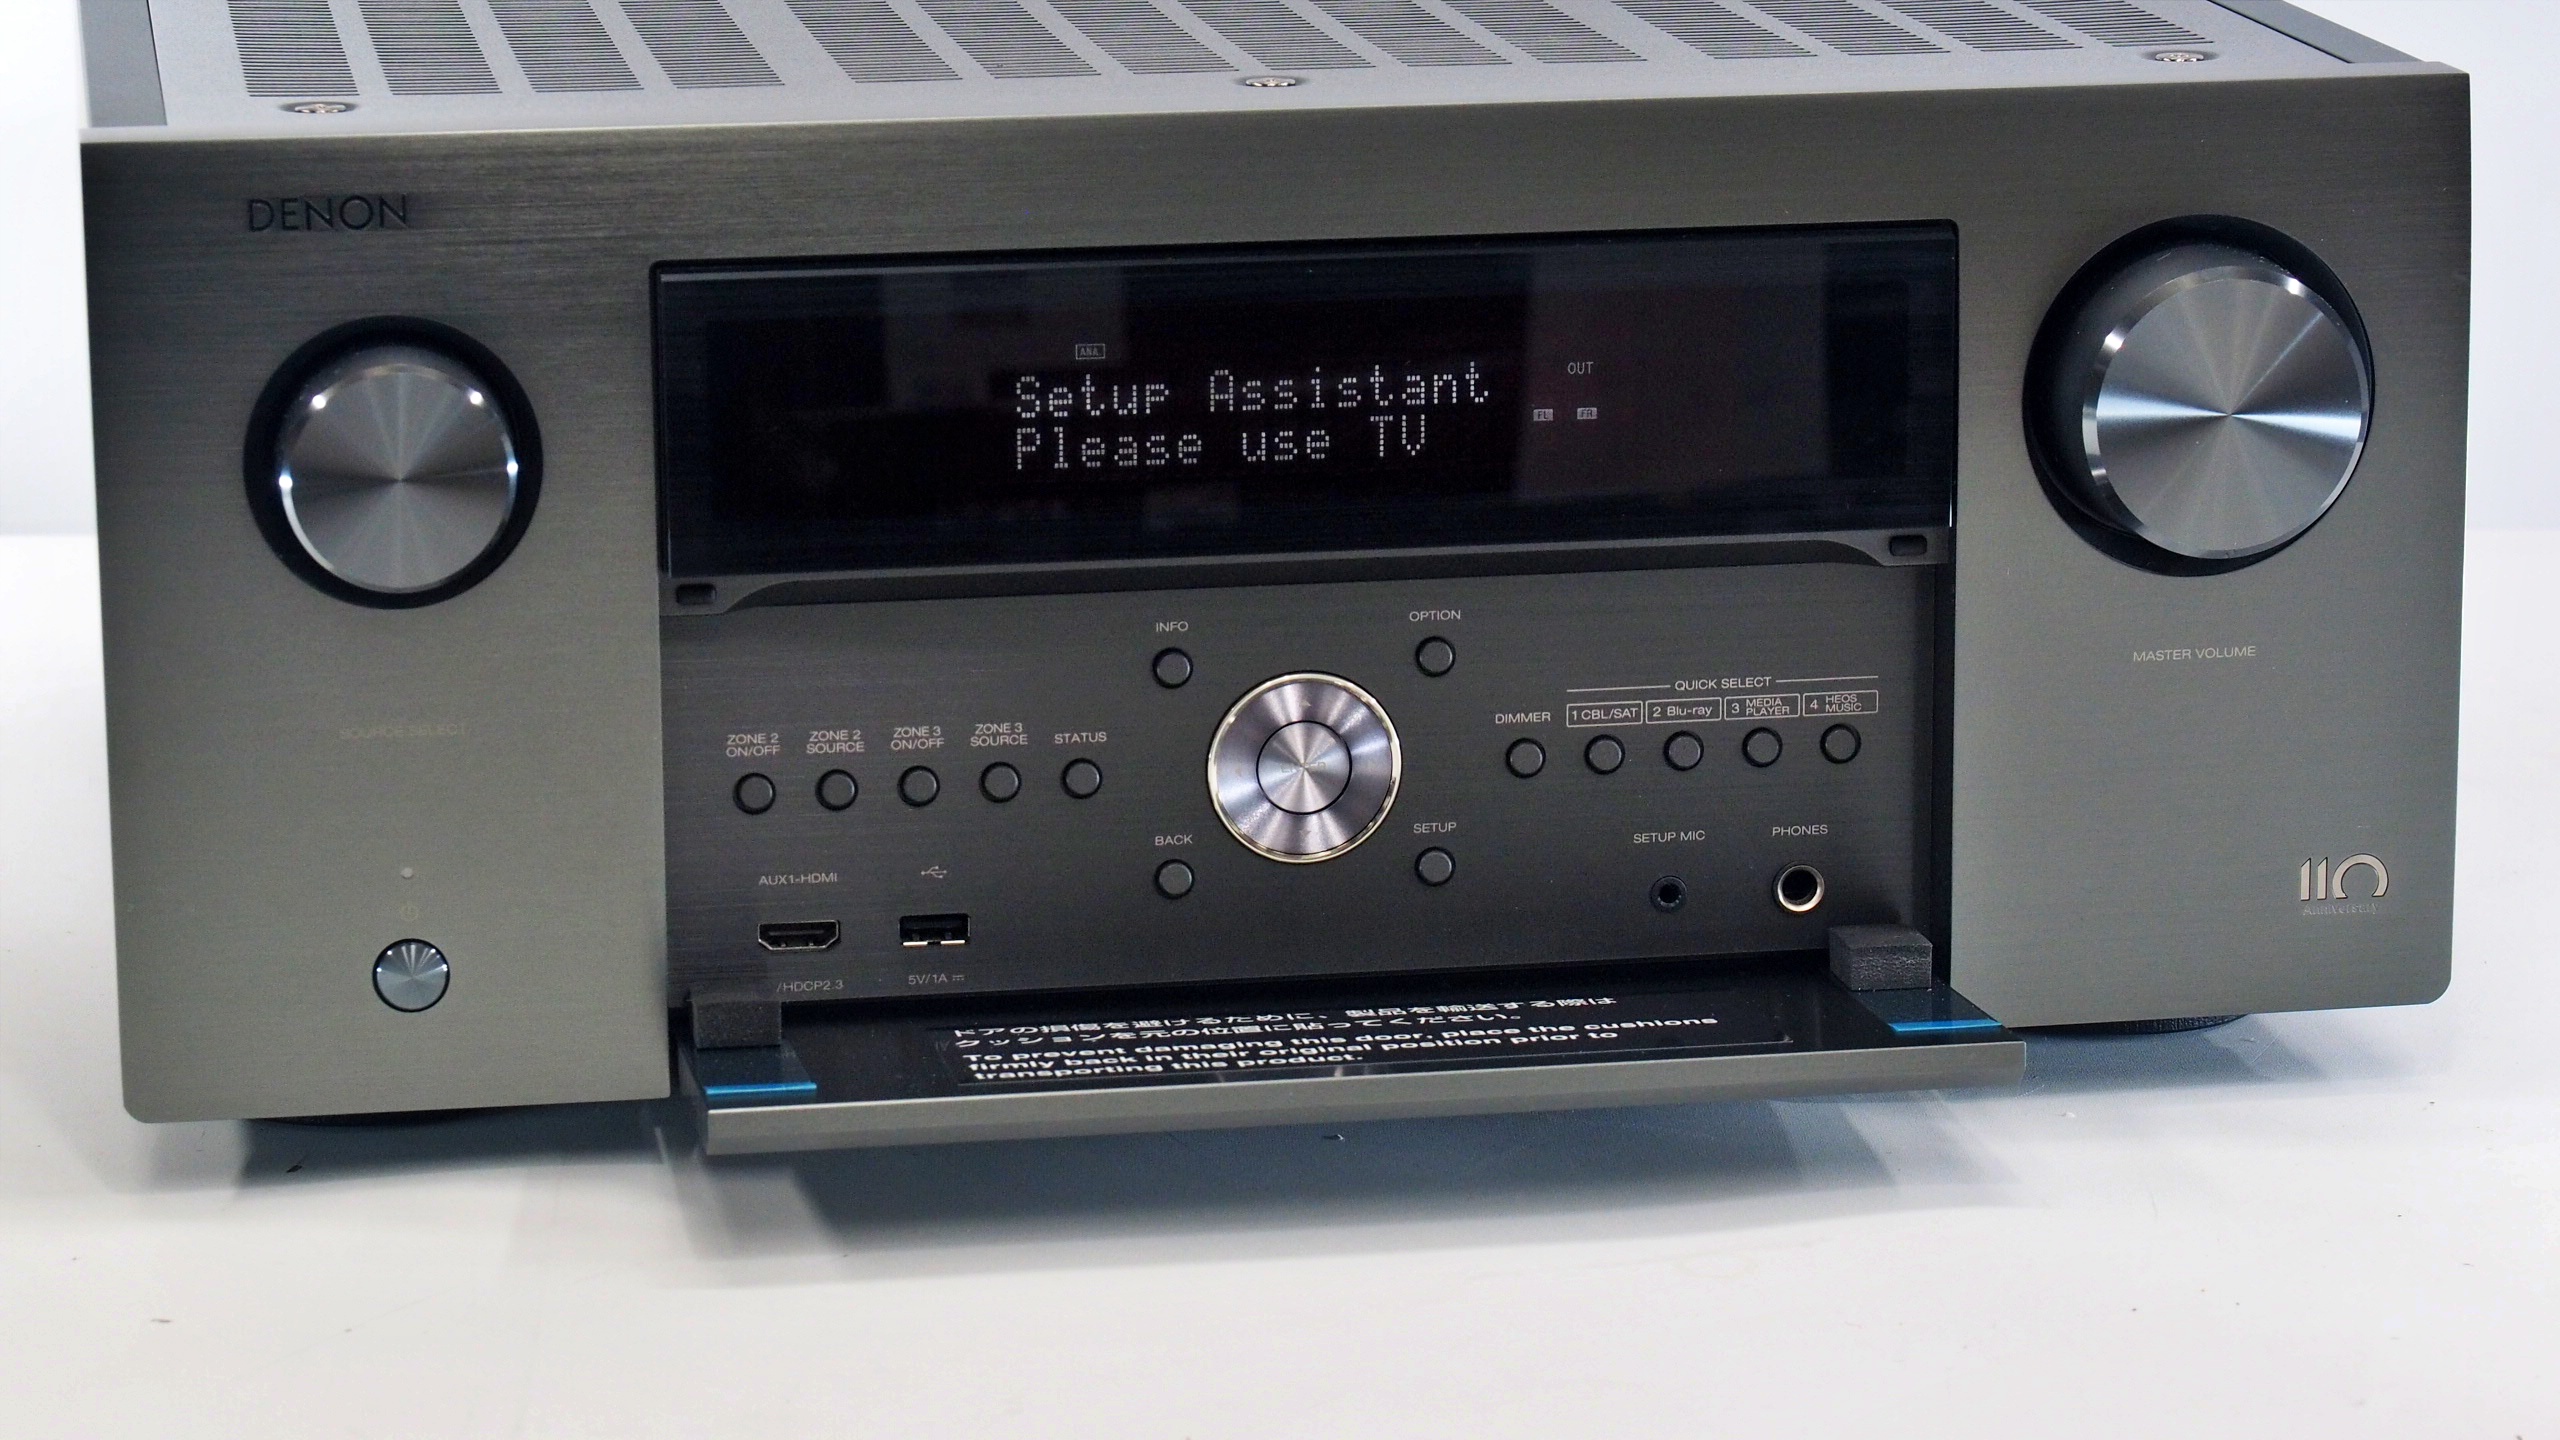 DENON
ANA.
Setup Assistant
Please use TV
OUT
FL FR
INFO
OPTION
MASTER VOLUME
QUICK SELECT
DIMMER
1 CBL/SAT
2 Blu-ray
3 MEDIA PLAYER
4 HEOS MUSIC
SOURCE SELECT
ZONE 2 ON/OFF
ZONE 2 SOURCE
ZONE 3 ON/OFF
ZONE 3 SOURCE
STATUS
ENTER
BACK
SETUP
SETUP MIC
PHONES
AUX1-HDMI
/HDCP2.3
5V/1A
110
Anniversary
ドアの損傷を避けるために、製品を輸送する際は
クッションを元の位置に貼ってください。
To prevent damaging this door, place the cushions
firmly back in their original position prior to
transporting this product.